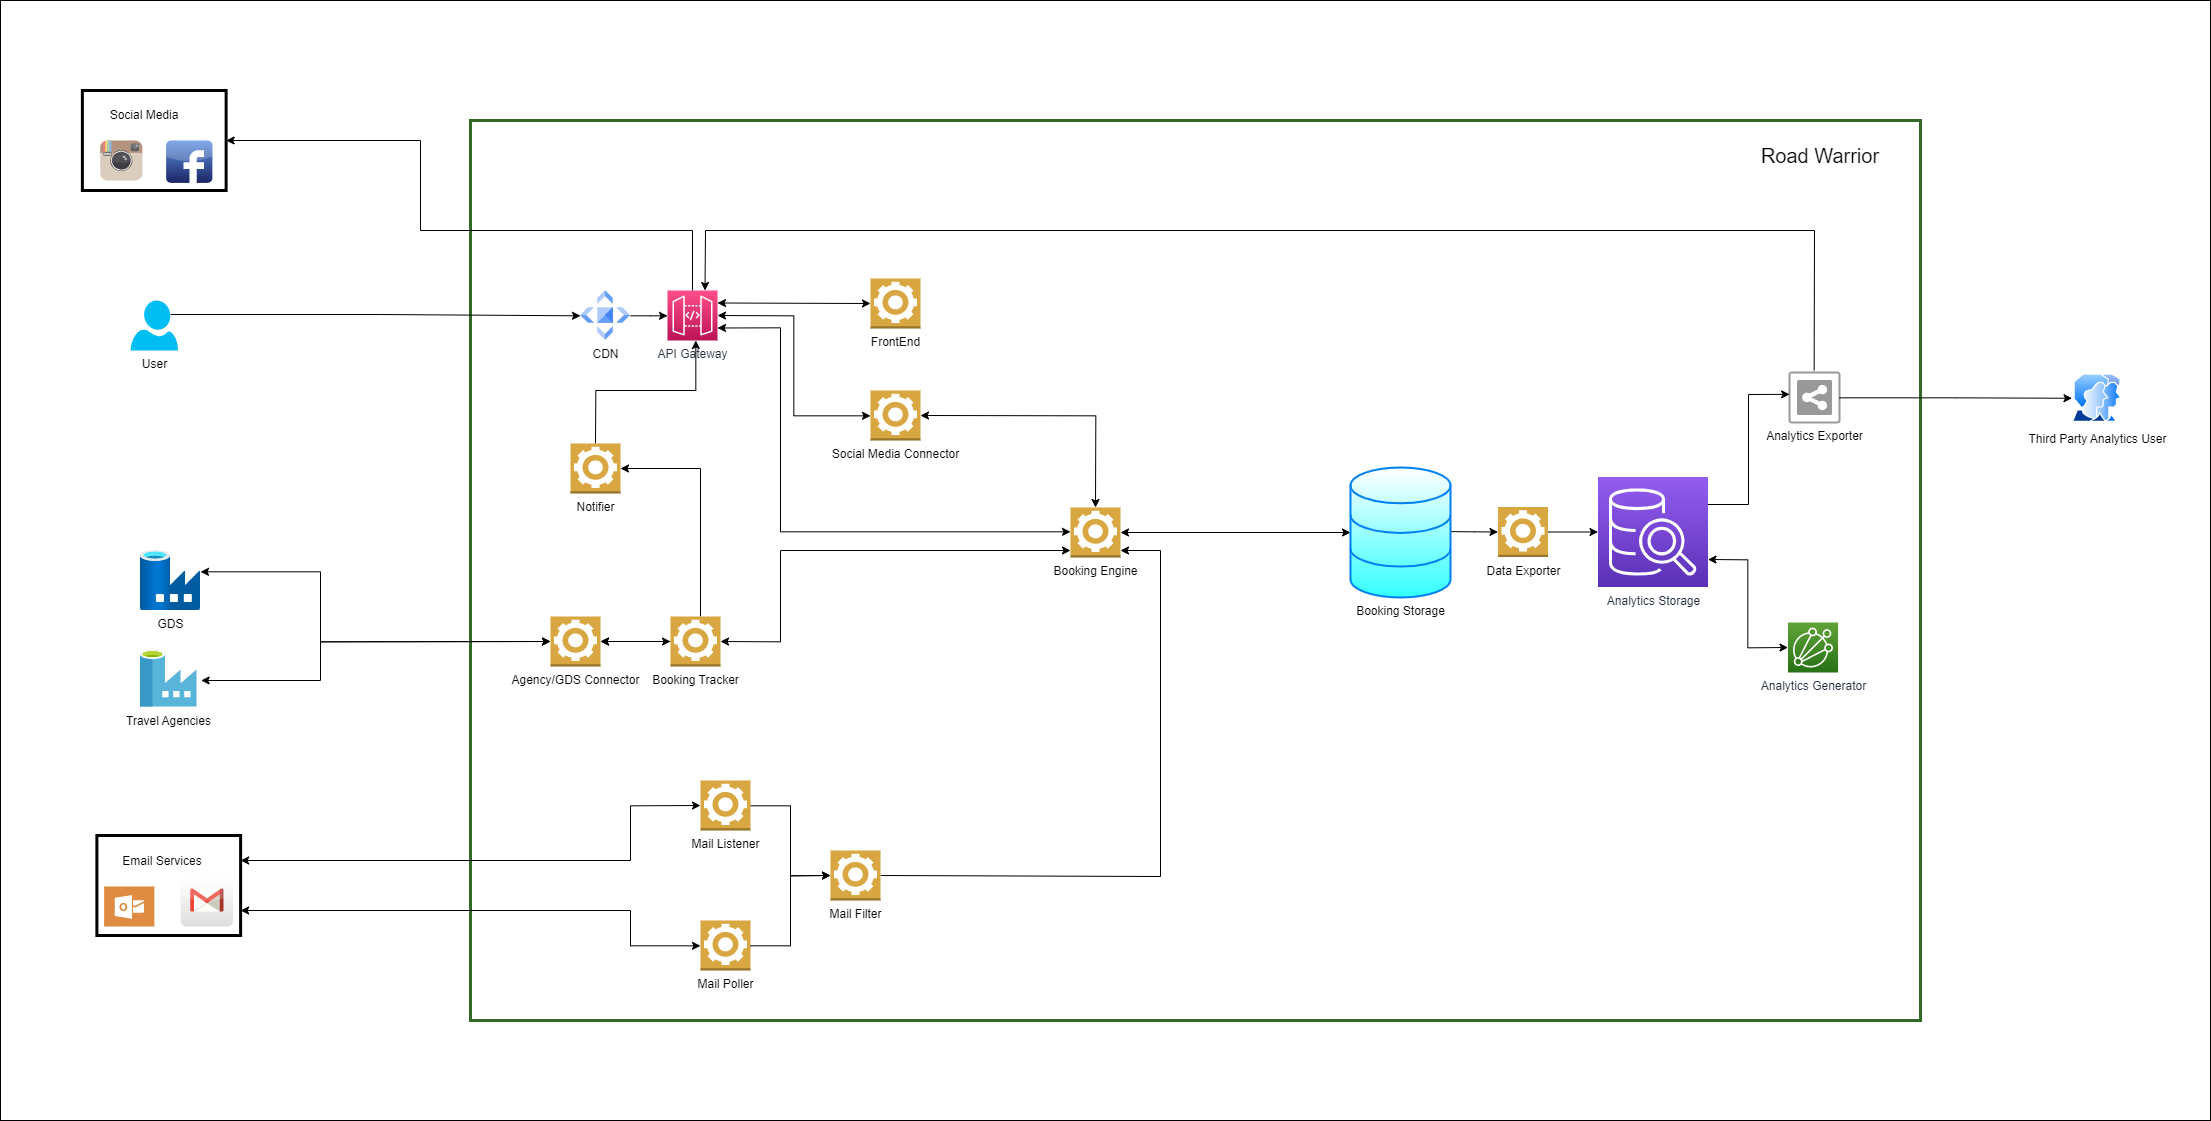 Social Media
Road Warrior
User
CDN
API Gateway
FrontEnd
Social Media Connector
Analytics Exporter
Third Party Analytics User
Notifier
Booking Engine
Booking Storage
Data Exporter
Analytics Storage
GDS
Travel Agencies
Agency/GDS Connector
Booking Tracker
Analytics Generator
Mail Listener
Email Services
Mail Filter
Mail Poller